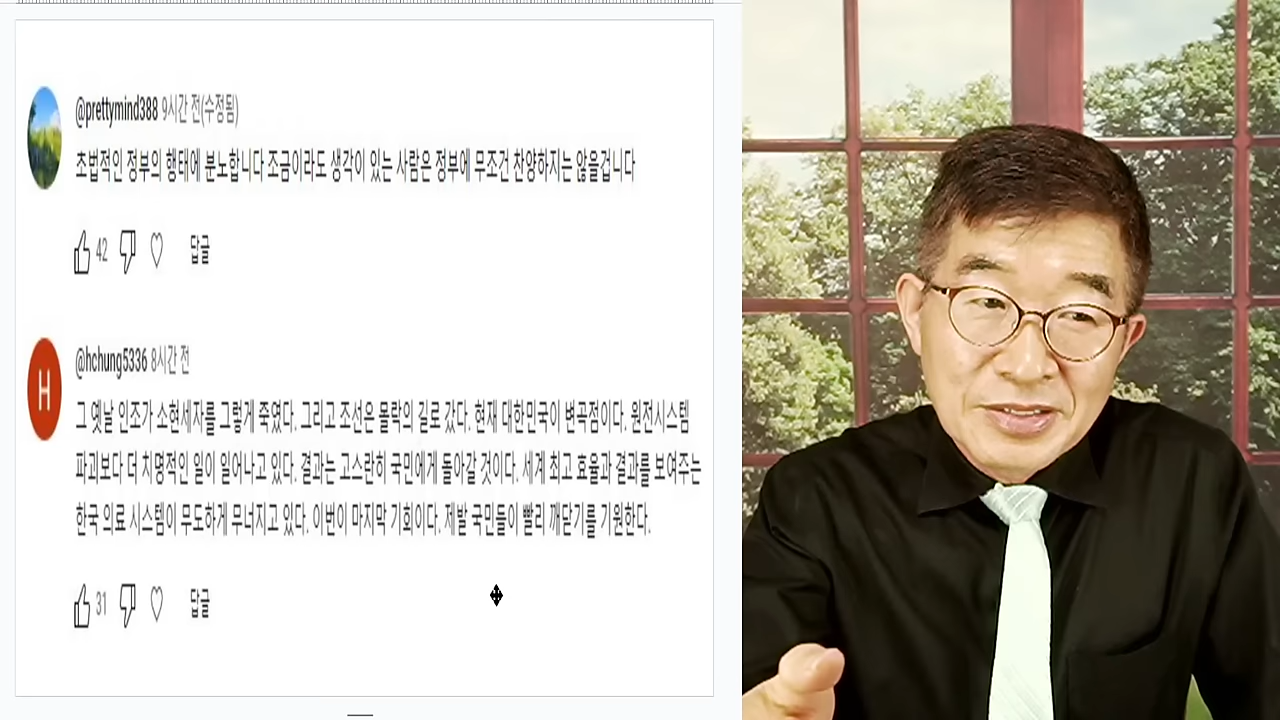 @prettymind388 9시간 전(수정됨)
초법적인 정부의 행태에 분노합니다 조금이라도 생각이 있는 사람은 정부에 무조건 찬양하지는 않을겁니다
42 답글
H
@hchung5336 8시간 전
그 옛날 인조가 소현세자를 그렇게 죽였다. 그리고 조선은 몰락의 길로 갔다. 현재 대한민국이 변곡점이다. 원전시스템
파괴보다 더 치명적인 일이 일어나고 있다. 결과는 고스란히 국민에게 돌아갈 것이다. 세계 최고 효율과 결과를 보여주는
한국 의료 시스템이 무도하게 무너지고 있다. 이번이 마지막 기회이다. 제발 국민들이 빨리 깨닫기를 기원한다.
31 답글